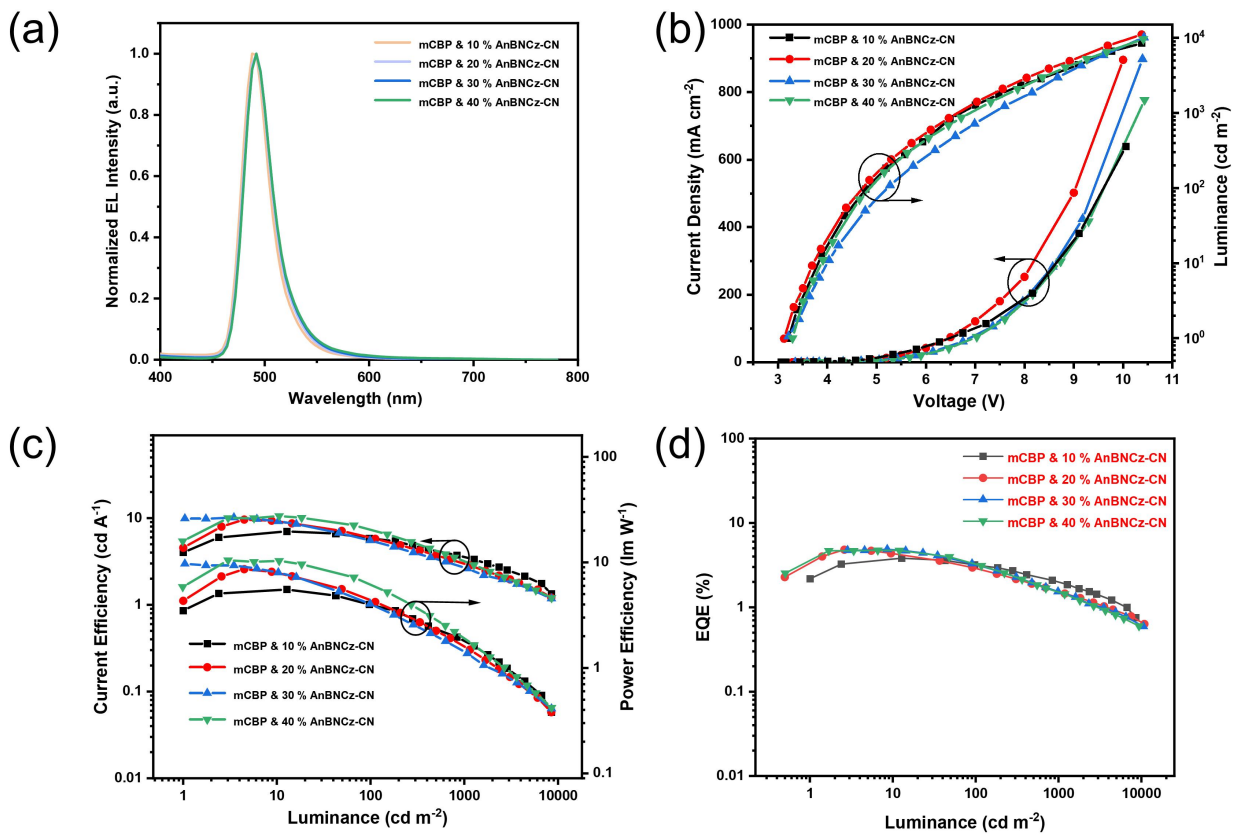 (a)
Normalized EL Intensity (a.u.)
1.0
0.8
0.6
0.4
0.2
0.0
mCBP & 10 % AnBNCz-CN
mCBP & 20 % AnBNCz-CN
mCBP & 30 % AnBNCz-CN
mCBP & 40 % AnBNCz-CN
400 500 600 700 800
Wavelength (nm)
(b)
Current Density (mA cm-2)
1000
800
600
400
200
0
mCBP & 10 % AnBNCz-CN
mCBP & 20 % AnBNCz-CN
mCBP & 30 % AnBNCz-CN
mCBP & 40 % AnBNCz-CN
10⁴
10³
10²
10¹
10⁰
Luminance (cd m-2)
3 4 5 6 7 8 9 10 11
Voltage (V)
(c)
Current Efficiency (cd A-1)
10
1
0.1
0.01
100
10
1
0.1
Power Efficiency (lm W-1)
mCBP & 10 % AnBNCz-CN
mCBP & 20 % AnBNCz-CN
mCBP & 30 % AnBNCz-CN
mCBP & 40 % AnBNCz-CN
1 10 100 1000 10000
Luminance (cd m-2)
(d)
EQE (%)
100
10
1
0.1
0.01
mCBP & 10 % AnBNCz-CN
mCBP & 20 % AnBNCz-CN
mCBP & 30 % AnBNCz-CN
mCBP & 40 % AnBNCz-CN
1 10 100 1000 10000
Luminance (cd m-2)